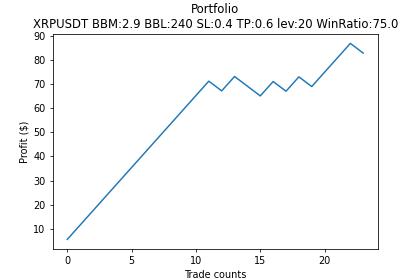 Portfolio
XRPUSDT BBM:2.9 BBL:240 SL:0.4 TP:0.6 lev:20 WinRatio:75.0
90
80
70
60
50
40
30
20
10
Profit ($)
0 5 10 15 20
Trade counts